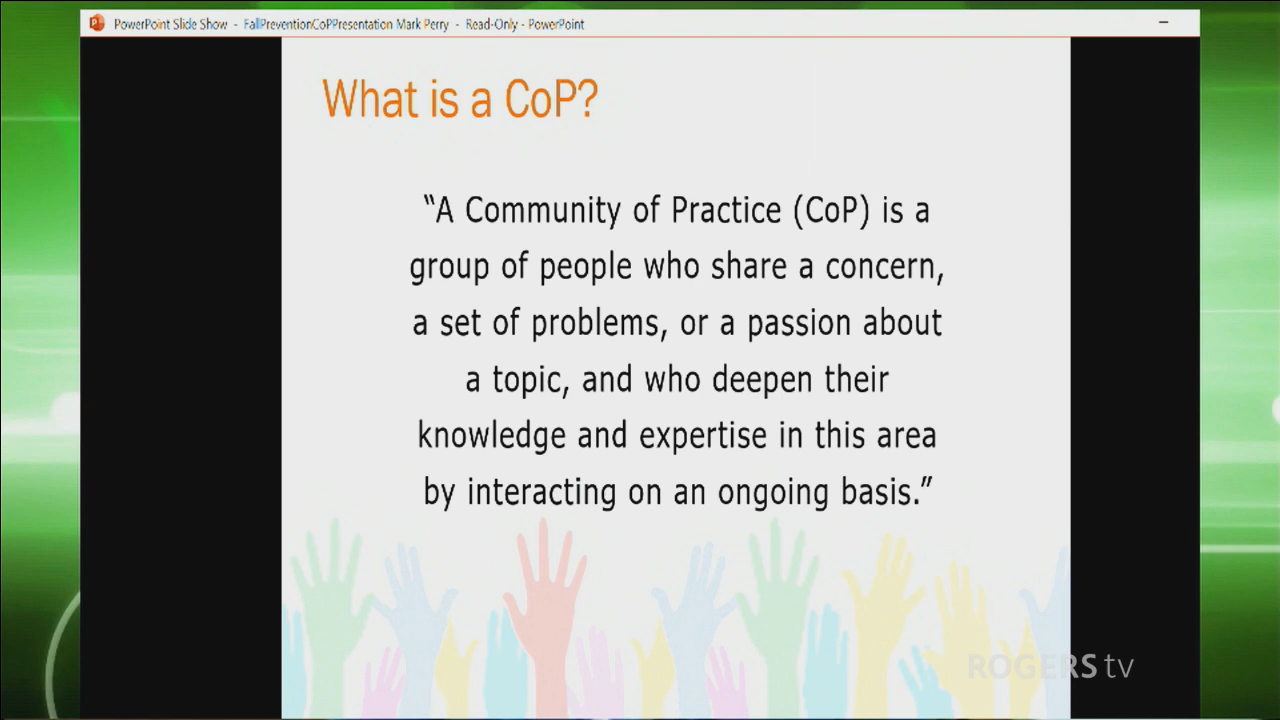 PowerPoint Slide Show - FallPreventionCoPPresentation Mark Perry - Read-Only - PowerPoint
What is a CoP?
“A Community of Practice (CoP) is a
group of people who share a concern,
a set of problems, or a passion about
a topic, and who deepen their
knowledge and expertise in this area
by interacting on an ongoing basis.”
ROGERS tv